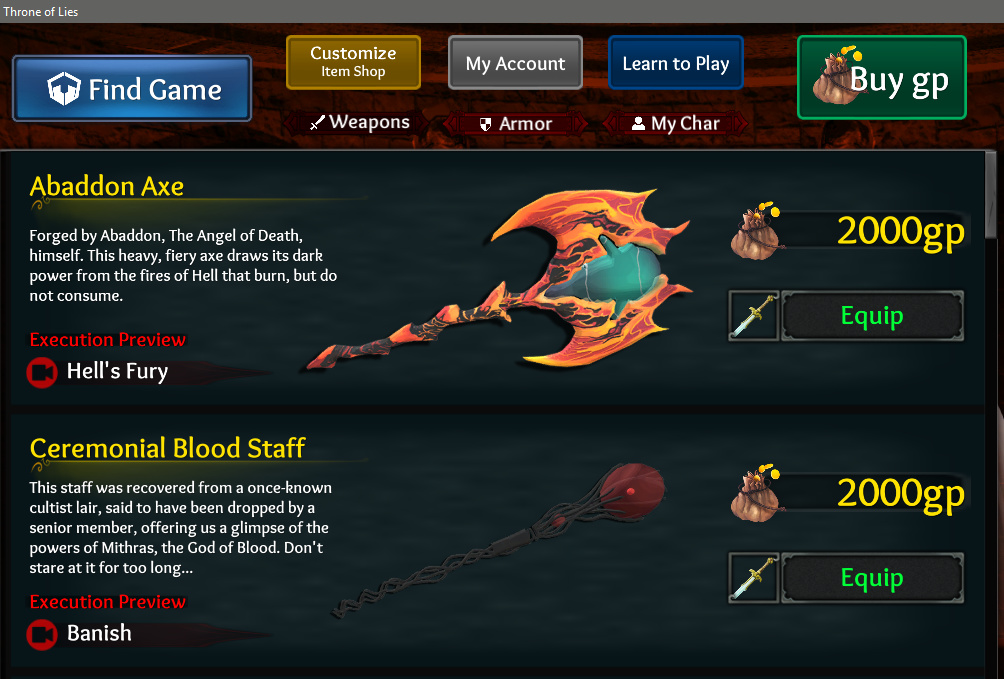 Throne of Lies
Find Game
Customize
Item Shop
My Account
Learn to Play
Buy gp
Weapons
Armor
My Char
Abaddon Axe
Forged by Abaddon, The Angel of Death,
himself. This heavy, fiery axe draws its dark
power from the fires of Hell that burn, but do
not consume.
Execution Preview
Hell's Fury
2000gp
Equip
Ceremonial Blood Staff
This staff was recovered from a once-known
cultist lair, said to have been dropped by a
senior member, offering us a glimpse of the
powers of Mithras, the God of Blood. Don't
stare at it for too long...
Execution Preview
Banish
2000gp
Equip